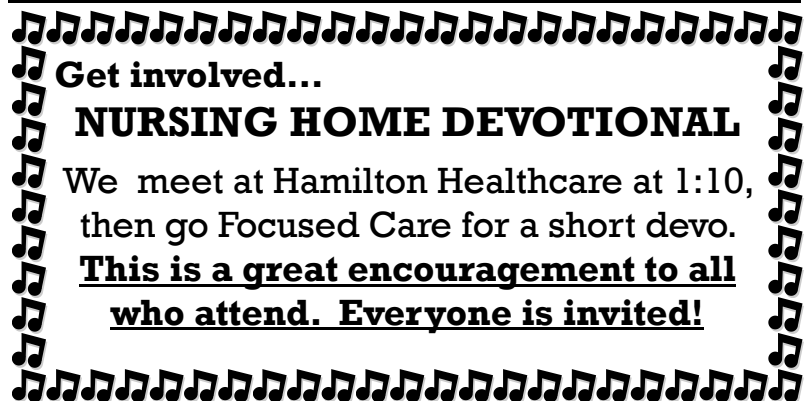 Get involved...
NURSING HOME DEVOTIONAL
We  meet at Hamilton Healthcare at 1:10,
then go Focused Care for a short devo.
This is a great encouragement to all
who attend.  Everyone is invited!